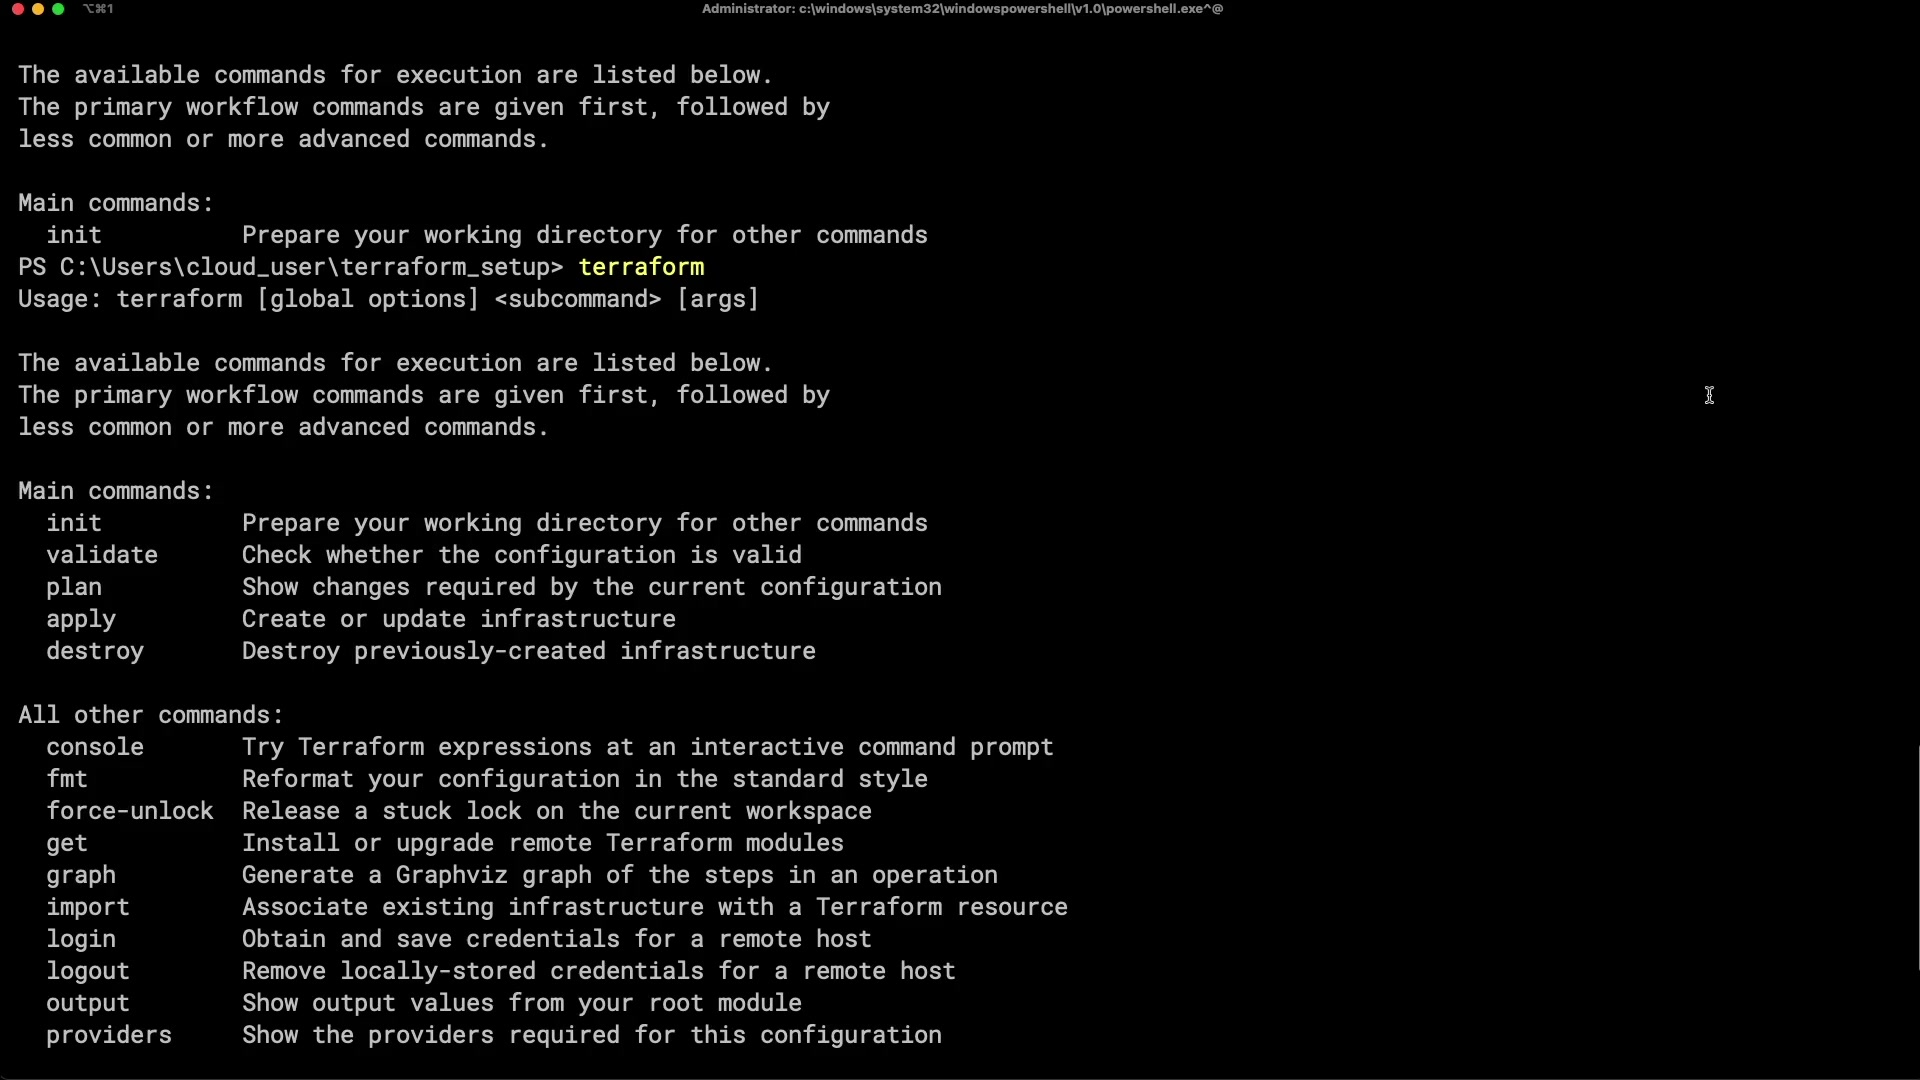 ⌥⌘1
Administrator: c:\windows\system32\windowspowershell\v1.0\powershell.exe^@
The available commands for execution are listed below.
The primary workflow commands are given first, followed by
less common or more advanced commands.
Main commands:
  init          Prepare your working directory for other commands
PS C:\Users\cloud_user\terraform_setup> terraform
Usage: terraform [global options] <subcommand> [args]
The available commands for execution are listed below.
The primary workflow commands are given first, followed by
less common or more advanced commands.
Main commands:
  init          Prepare your working directory for other commands
  validate      Check whether the configuration is valid
  plan          Show changes required by the current configuration
  apply         Create or update infrastructure
  destroy       Destroy previously-created infrastructure
All other commands:
  console       Try Terraform expressions at an interactive command prompt
  fmt           Reformat your configuration in the standard style
  force-unlock  Release a stuck lock on the current workspace
  get           Install or upgrade remote Terraform modules
  graph         Generate a Graphviz graph of the steps in an operation
  import        Associate existing infrastructure with a Terraform resource
  login         Obtain and save credentials for a remote host
  logout        Remove locally-stored credentials for a remote host
  output        Show output values from your root module
  providers     Show the providers required for this configuration